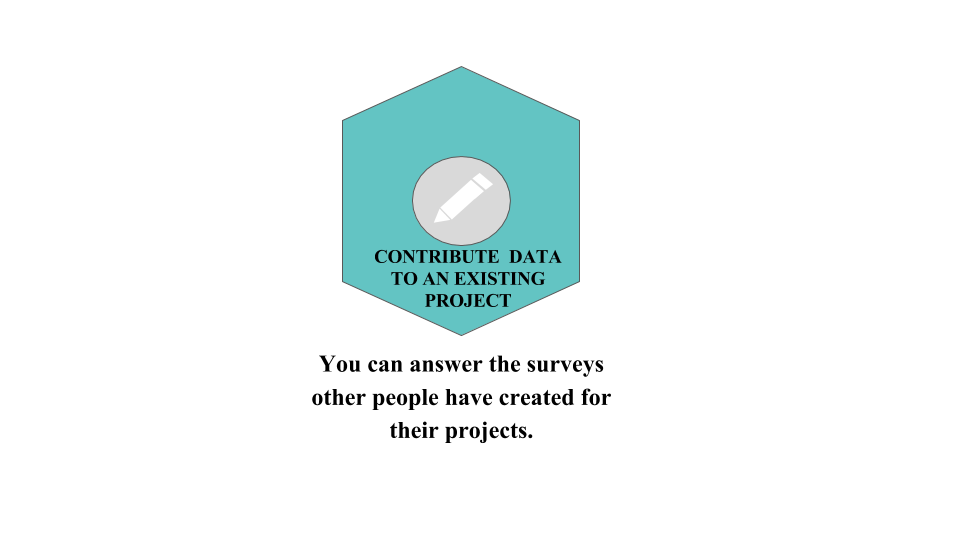 CONTRIBUTE  DATA
TO AN EXISTING
PROJECT
You can answer the surveys
other people have created for
their projects.